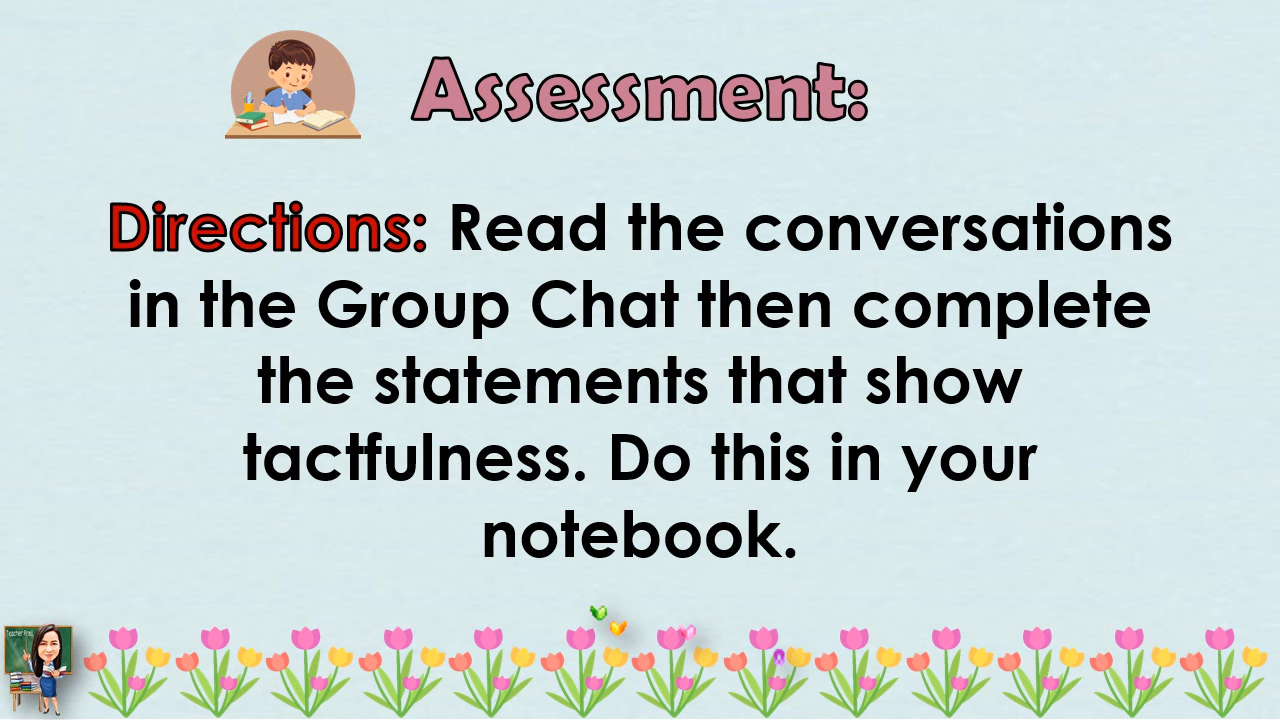 Assessment:
Directions: Read the conversations
in the Group Chat then complete
the statements that show
tactfulness. Do this in your
notebook.